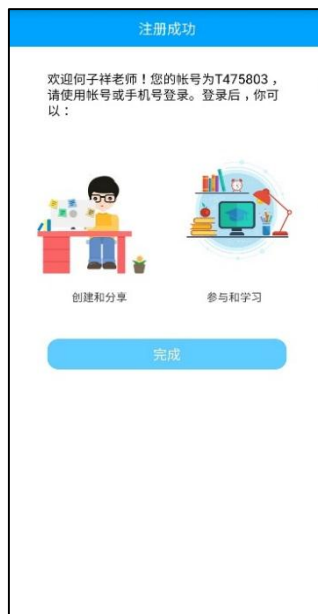 注册成功
欢迎何子祥老师！您的帐号为T475803，
请使用帐号或手机号登录。登录后，你可
以：
创建和分享
参与和学习
完成